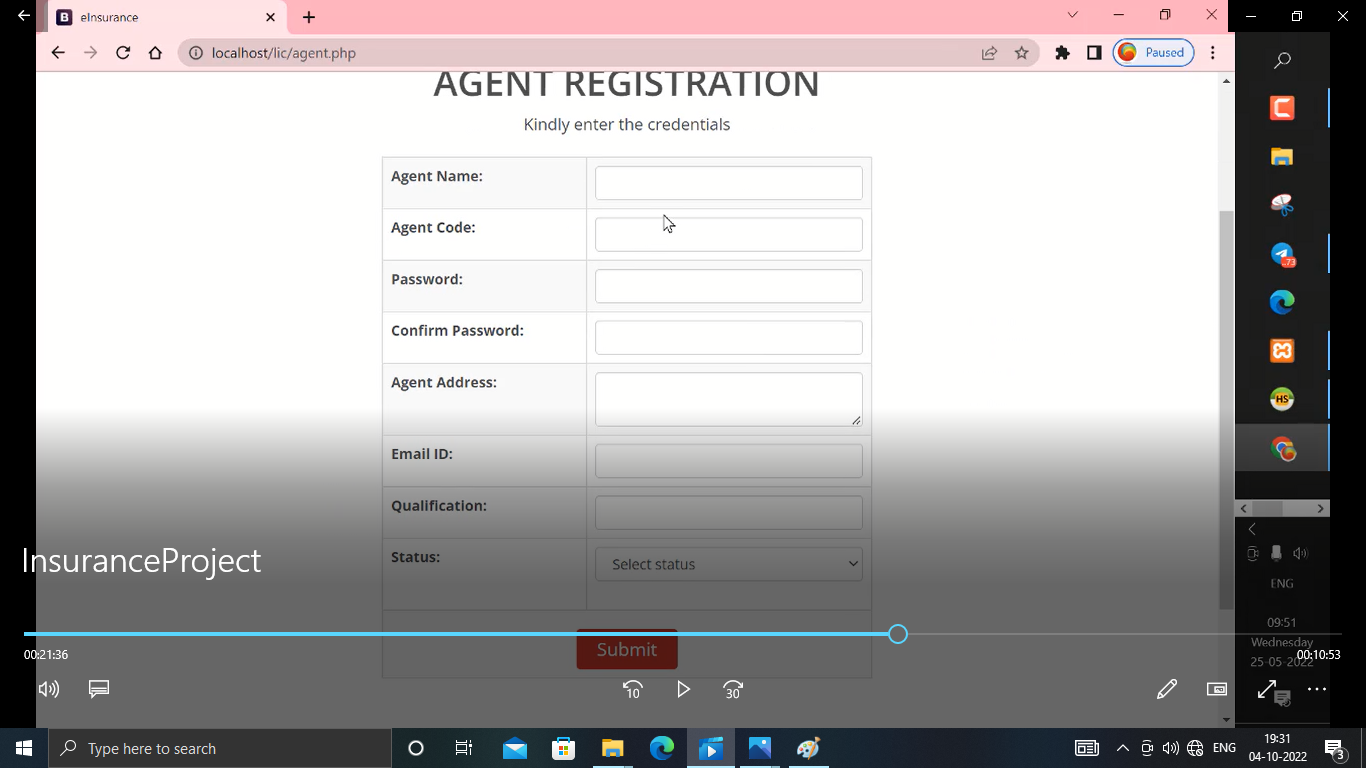 eInsurance
localhost/lic/agent.php
Paused
AGENT REGISTRATION
Kindly enter the credentials
Agent Name:
Agent Code:
Password:
Confirm Password:
Agent Address:
Email ID:
Qualification:
Status:
Select status
Submit
InsuranceProject
00:21:36
00:10:53
10
30
..73
HS
ENG
09:51
Wednesday
25-05-2022
Type here to search
ENG
19:31
04-10-2022
3